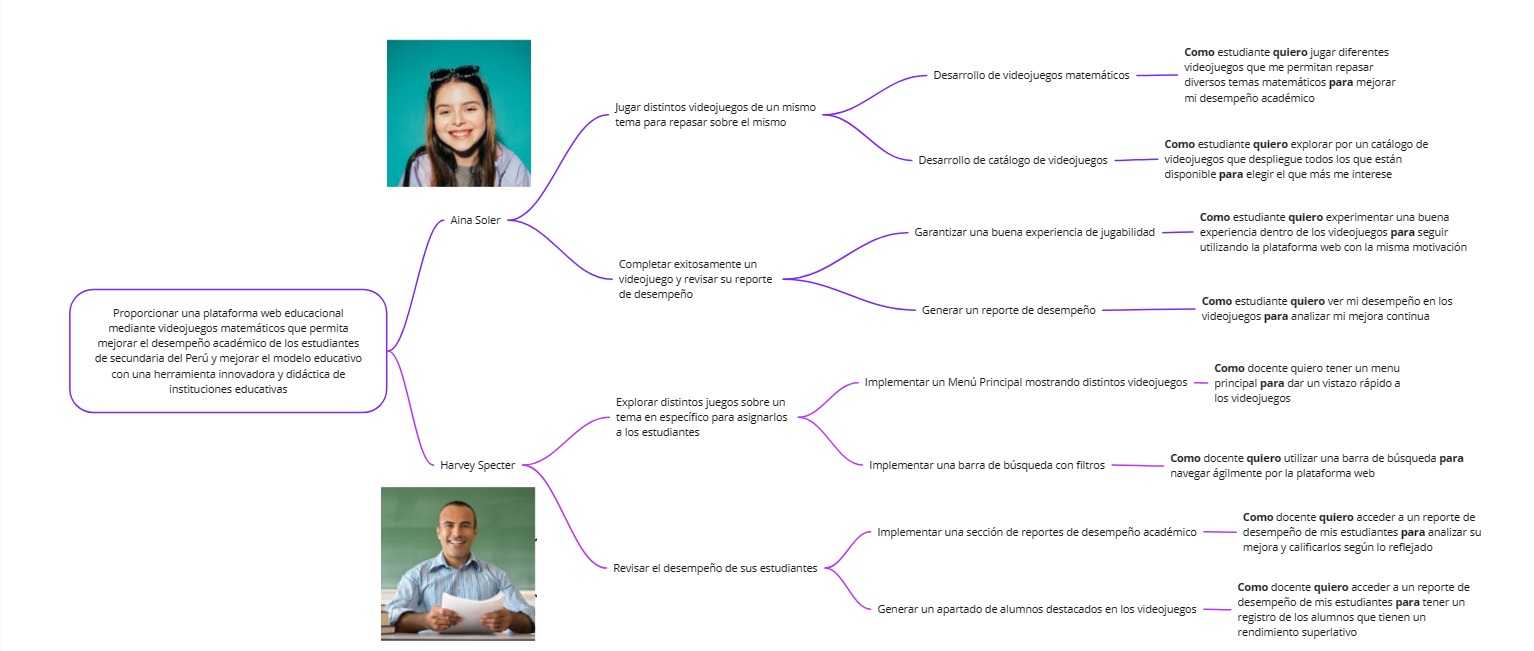 Proporcionar una plataforma web educacional
mediante videojuegos matemáticos que permita
mejorar el desempeño académico de los estudiantes
de secundaria del Perú y mejorar el modelo educativo
con una herramienta innovadora y didáctica de
instituciones educativas
Aina Soler
Jugar distintos videojuegos de un mismo
tema para repasar sobre el mismo
Desarrollo de videojuegos matemáticos
Como estudiante quiero jugar diferentes
videojuegos que me permitan repasar
diversos temas matemáticos para mejorar
mi desempeño académico
Desarrollo de catálogo de videojuegos
Como estudiante quiero explorar por un catálogo de
videojuegos que despliegue todos los que están
disponible para elegir el que más me interese
Completar exitosamente un
videojuego y revisar su reporte
de desempeño
Garantizar una buena experiencia de jugabilidad
Como estudiante quiero experimentar una buena
experiencia dentro de los videojuegos para seguir
utilizando la plataforma web con la misma motivación
Generar un reporte de desempeño
Como estudiante quiero ver mi desempeño en los
videojuegos para analizar mi mejora continua
Harvey Specter
Explorar distintos juegos sobre un
tema en específico para asignarlos
a los estudiantes
Implementar un Menú Principal mostrando distintos videojuegos
Como docente quiero tener un menu
principal para dar un vistazo rápido a
los videojuegos
Implementar una barra de búsqueda con filtros
Como docente quiero utilizar una barra de búsqueda para
navegar ágilmente por la plataforma web
Revisar el desempeño de sus estudiantes
Implementar una sección de reportes de desempeño académico
Como docente quiero acceder a un reporte de
desempeño de mis estudiantes para analizar su
mejora y calificarlos según lo reflejado
Generar un apartado de alumnos destacados en los videojuegos
Como docente quiero acceder a un reporte de
desempeño de mis estudiantes para tener un
registro de los alumnos que tienen un
rendimiento superlativo